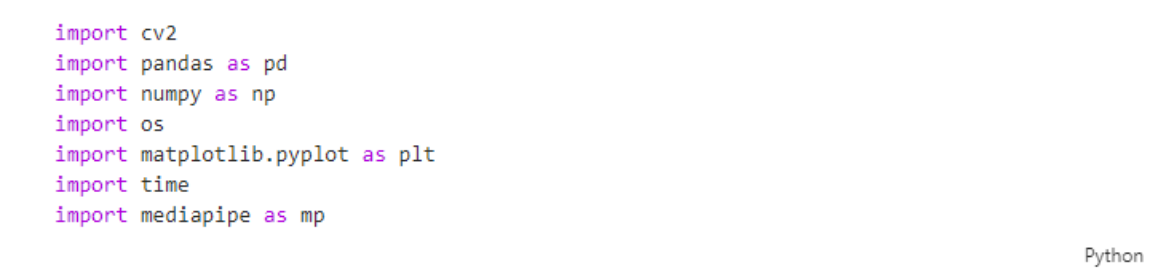 import cv2
import pandas as pd
import numpy as np
import os
import matplotlib.pyplot as plt
import time
import mediapipe as mp
Python